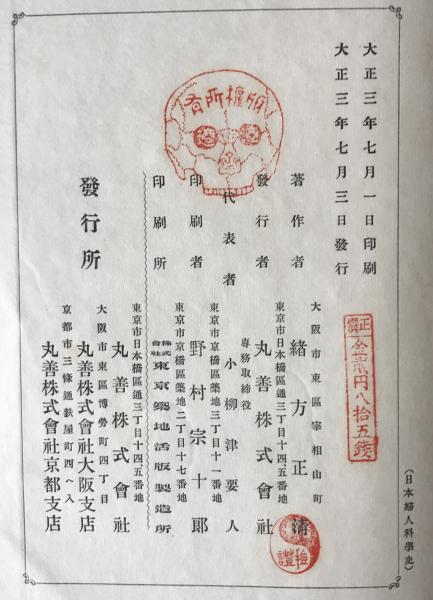 大正三年七月一日印刷
大正三年七月三日發行
正價金貳円八拾五錢
(日本婦人科學史)
版權所有
大阪市東區宰相山町
著作者 緒方正淸
東京市日本橋區通三丁目十四、五番地
發行者 丸善株式會社
專務取締役
代表者 小柳津要人
東京市京橋區築地三丁目十一番地
印刷者 野村宗十郎
東京市京橋區築地二丁目十七番地
印刷所 株式會社東京築地活版製造所
東京市日本橋區通三丁目十四、五番地
發行所 丸善株式會社
大阪市東區博勞町四丁目
丸善株式會社大阪支店
京都市三條通麩屋町西ヘ入
丸善株式會社京都支店
檢證